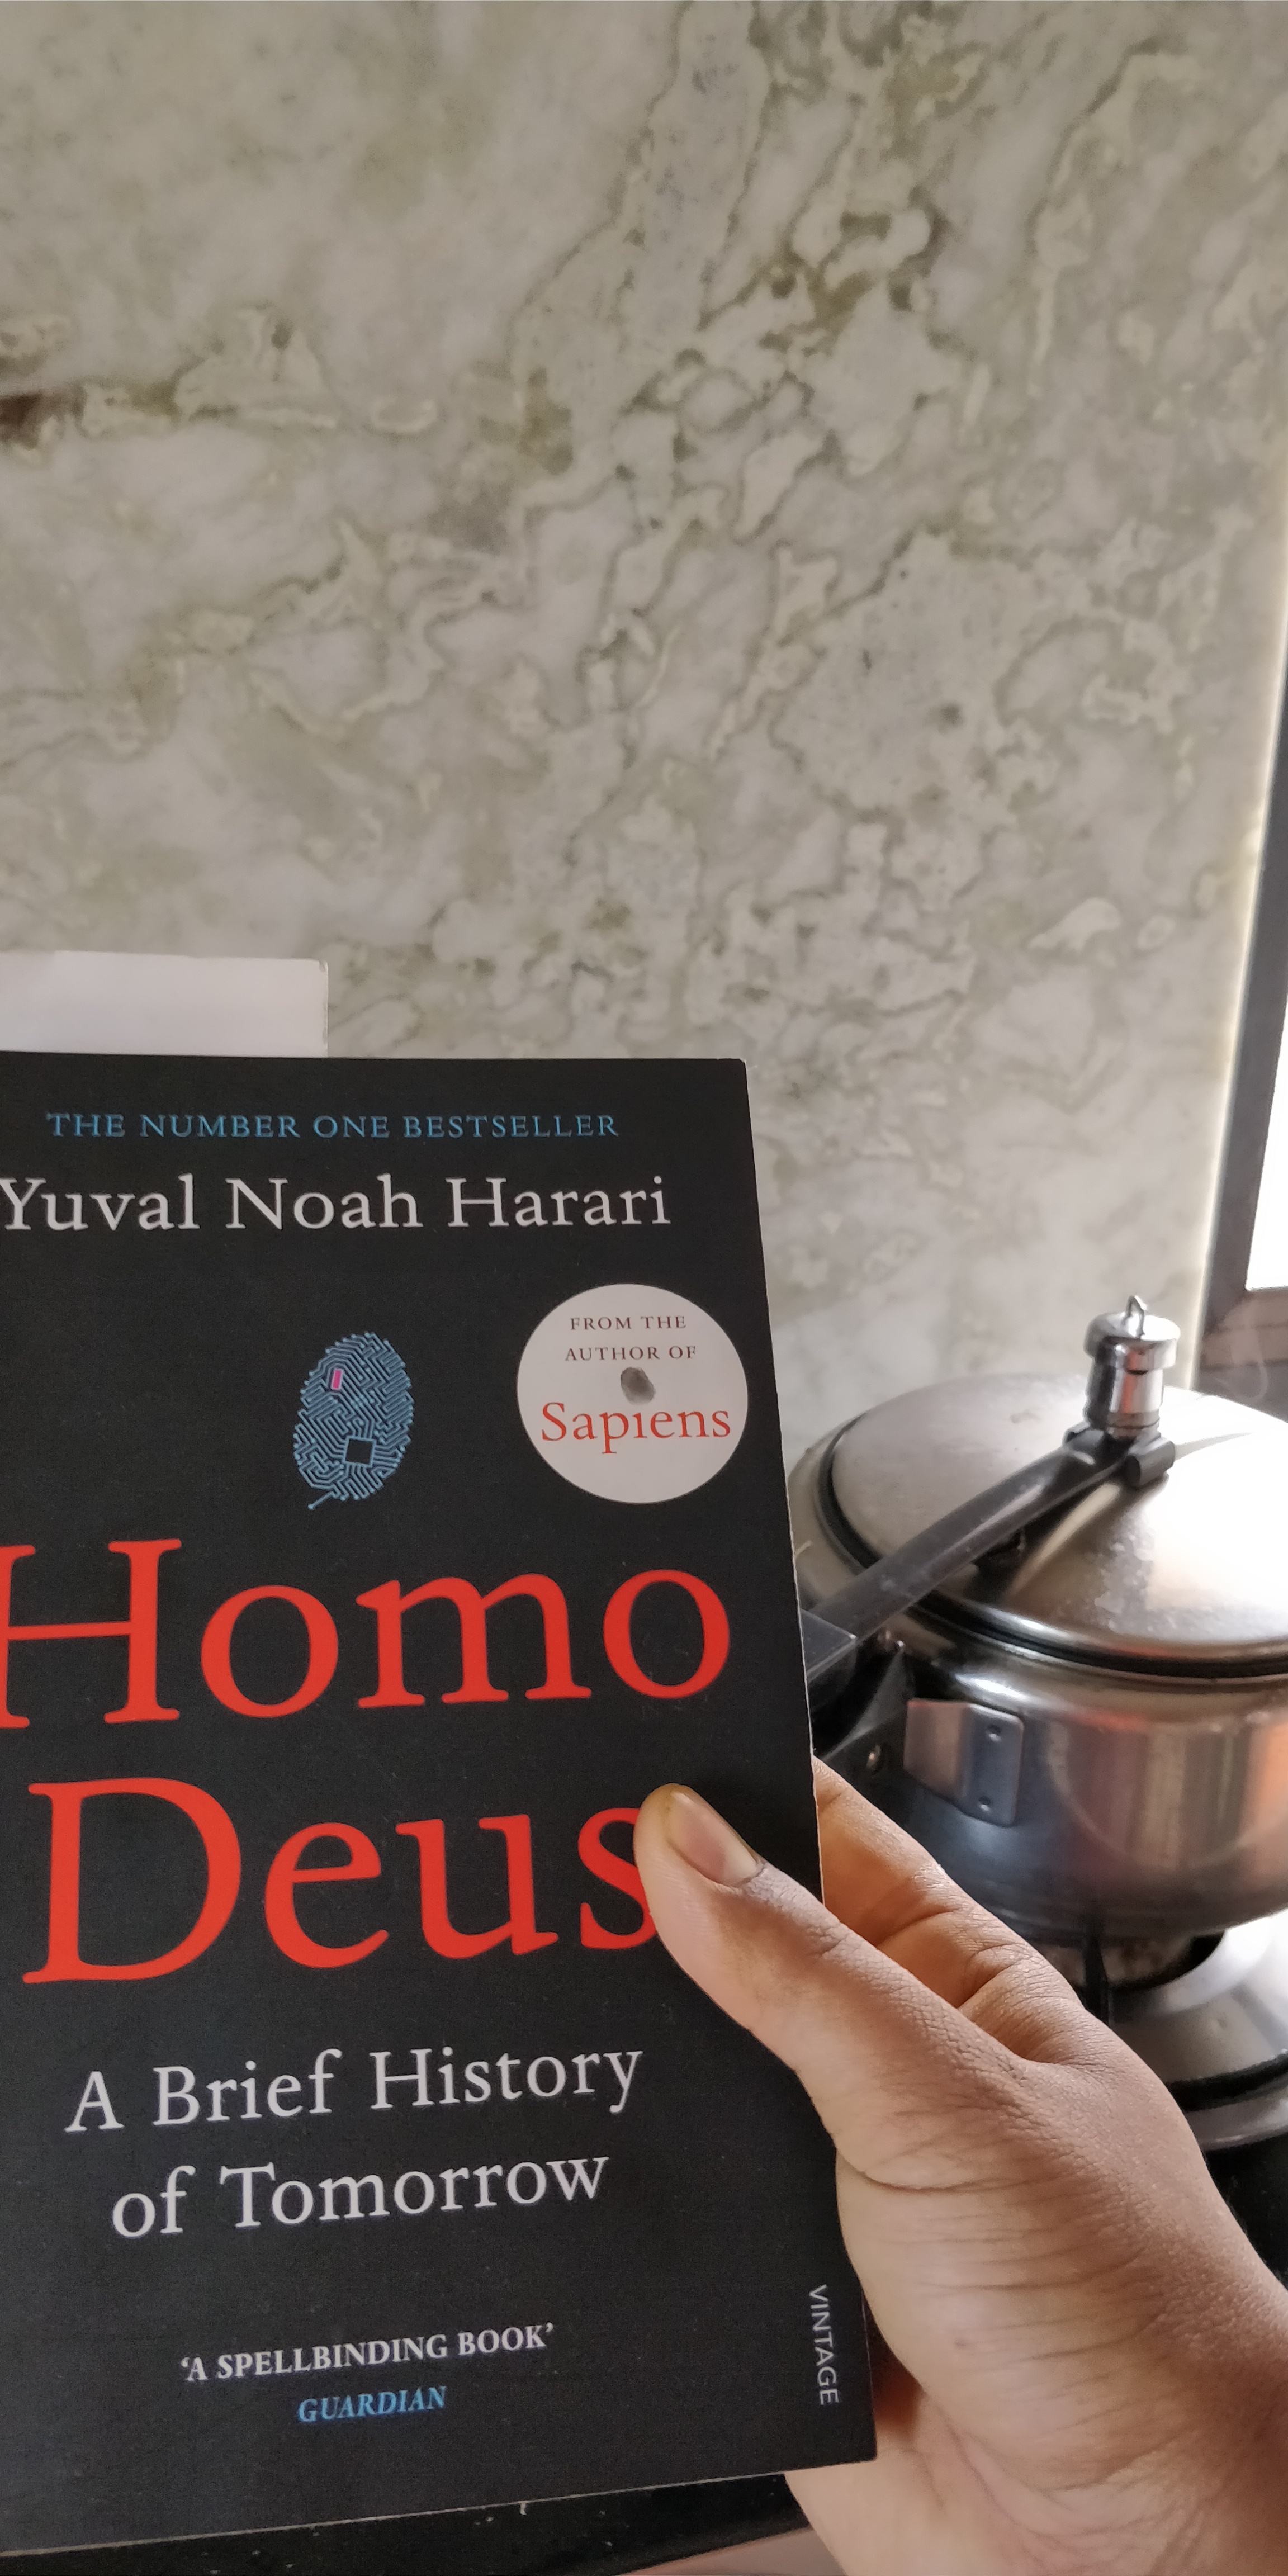 THE NUMBER ONE BESTSELLER
Yuval Noah Harari
FROM THE
AUTHOR OF
Sapiens
Homo
Deus
A Brief History
of Tomorrow
‘A SPELLBINDING BOOK’
GUARDIAN
VINTAGE